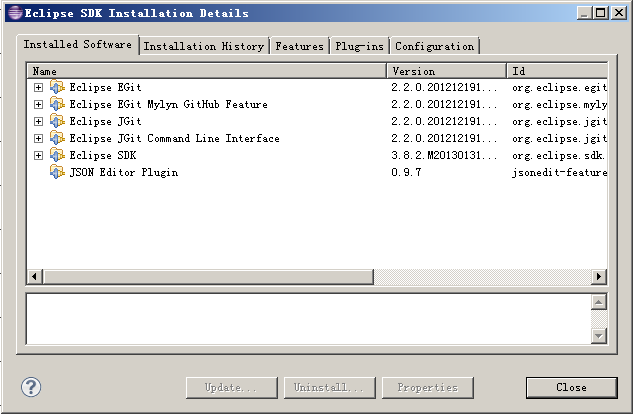 Eclipse SDK Installation Details
Installed Software Installation History Features Plug-ins Configuration
Name Version Id
Eclipse EGit 2.2.0.201212191... org.eclipse.egit
Eclipse EGit Mylyn GitHub Feature 2.2.0.201212191... org.eclipse.myly
Eclipse JGit 2.2.0.201212191... org.eclipse.jgit
Eclipse JGit Command Line Interface 2.2.0.201212191... org.eclipse.jgit
Eclipse SDK 3.8.2.M20130131... org.eclipse.sdk.
JSON Editor Plugin 0.9.7 jsonedit-feature
? Update... Uninstall... Properties Close